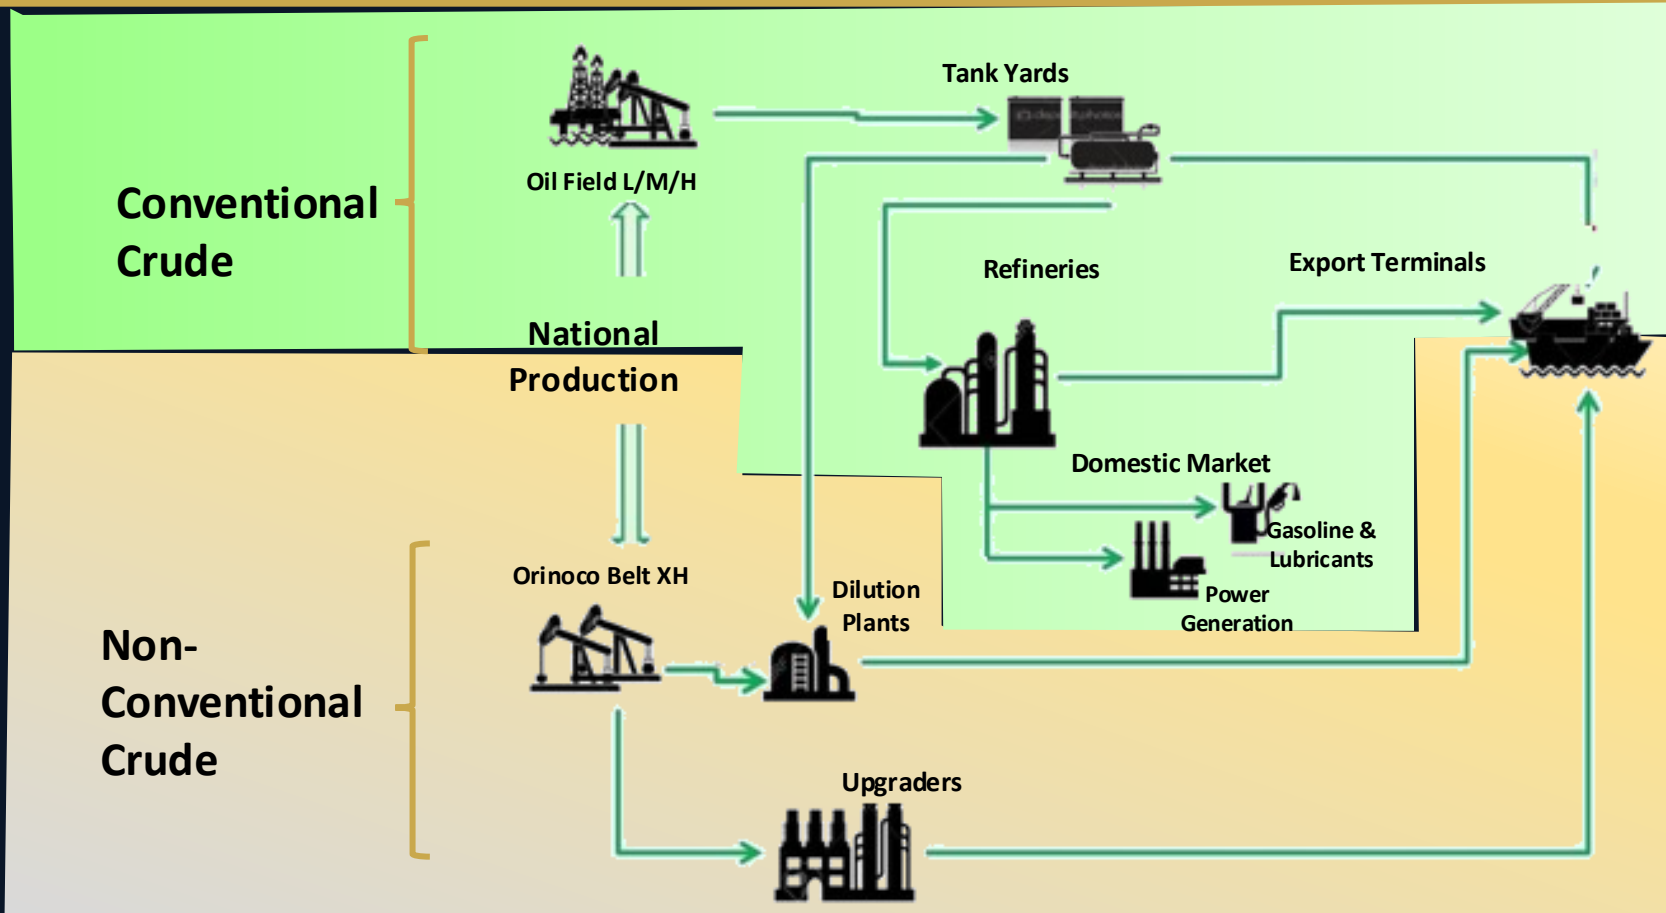 Tank Yards
Oil Field L/M/H
Conventional
Crude
Refineries
Export Terminals
National
Production
Domestic Market
Gasoline &
Lubricants
Power
Generation
Orinoco Belt XH
Dilution
Plants
Non-
Conventional
Crude
Upgraders